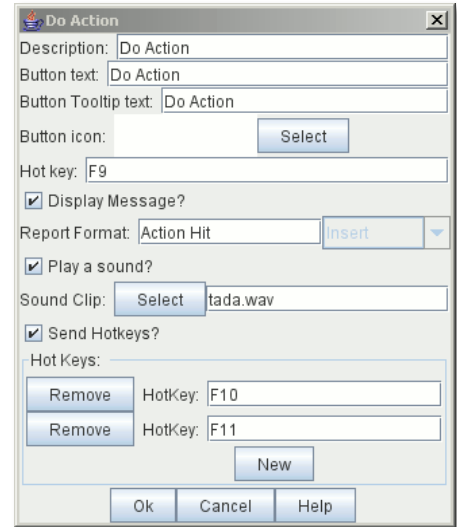 Do Action
Description: Do Action
Button text: Do Action
Button Tooltip text: Do Action
Button icon: Select
Hot key: F9
Display Message?
Report Format: Action Hit Insert
Play a sound?
Sound Clip: Select tada.wav
Send Hotkeys?
Hot Keys:
Remove HotKey: F10
Remove HotKey: F11
New
Ok Cancel Help